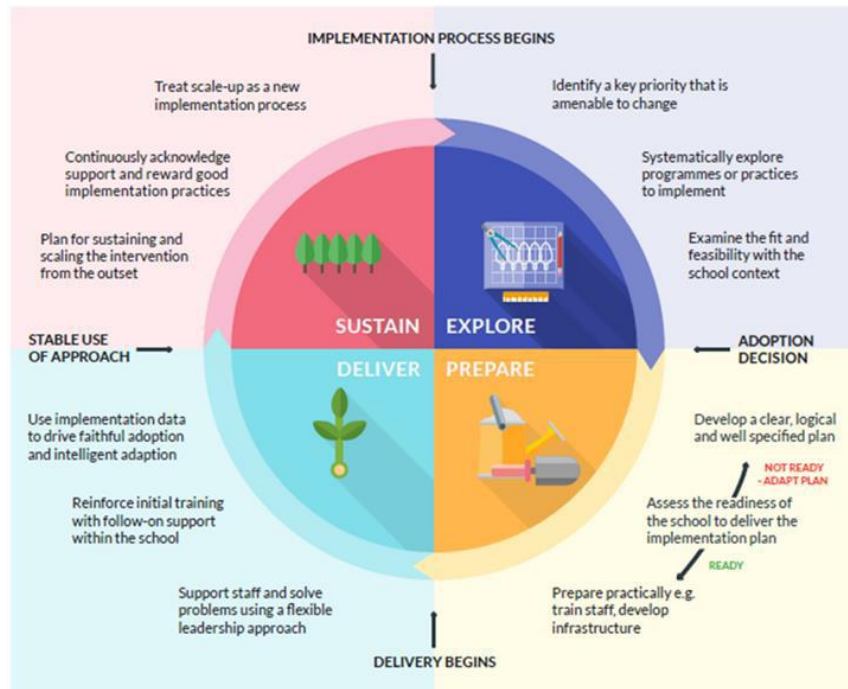 IMPLEMENTATION PROCESS BEGINS
Treat scale-up as a new
implementation process
Continuously acknowledge
support and reward good
implementation practices
Plan for sustaining and
scaling the intervention
from the outset
Identify a key priority that is
amenable to change
Systematically explore
programmes or practices
to implement
Examine the fit and
feasibility with the
school context
SUSTAIN
EXPLORE
STABLE USE
OF APPROACH
ADOPTION
DECISION
DELIVER
PREPARE
Use implementation data
to drive faithful adoption
and intelligent adaption
Reinforce initial training
with follow-on support
within the school
Support staff and solve
problems using a flexible
leadership approach
Develop a clear, logical
and well specified plan
NOT READY
- ADAPT PLAN
Assess the readiness of
the school to deliver the
implementation plan
READY
Prepare practically e.g.
train staff, develop
infrastructure
DELIVERY BEGINS